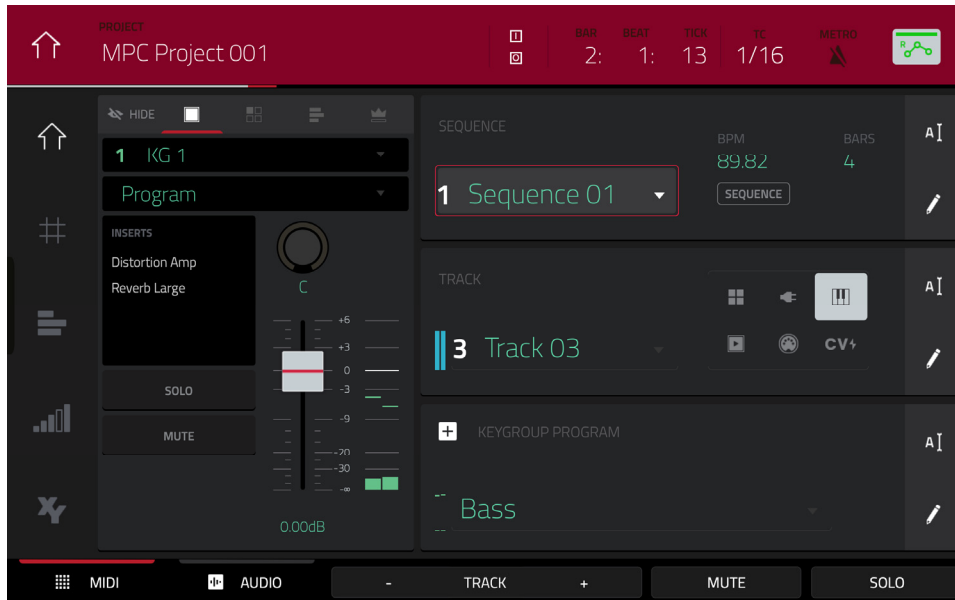 PROJECT
MPC Project 001
BAR BEAT TICK TC METRO
2: 1: 13 1/16
R
HIDE
1 KG 1
Program
INSERTS
Distortion Amp
Reverb Large
C
+6
+3
0
-3
-9
-20
-30
-∞
SOLO
MUTE
0.00dB
SEQUENCE
1 Sequence 01
BPM BARS
89.82 4
SEQUENCE
A
TRACK
3 Track 03
CV
A
KEYGROUP PROGRAM
Bass
A
XY
MIDI AUDIO - TRACK + MUTE SOLO